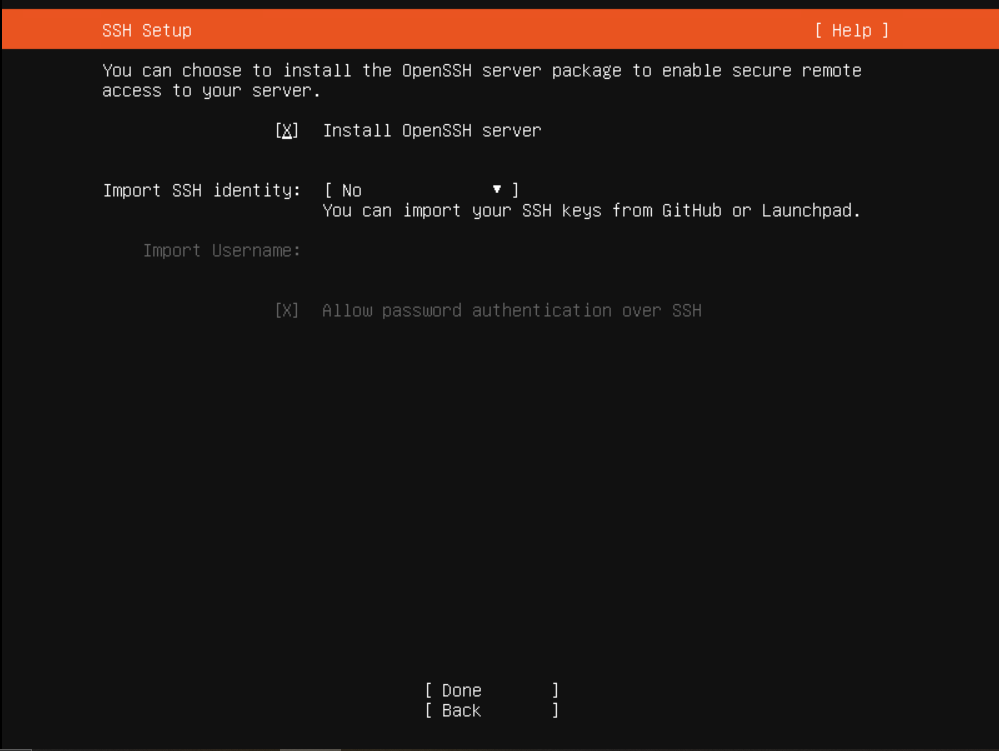 SSH Setup [ Help ]
You can choose to install the OpenSSH server package to enable secure remote
access to your server.
[X] Install OpenSSH server
Import SSH identity: [ No ▾ ]
You can import your SSH keys from GitHub or Launchpad.
Import Username:
[X] Allow password authentication over SSH
[ Done ]
[ Back ]